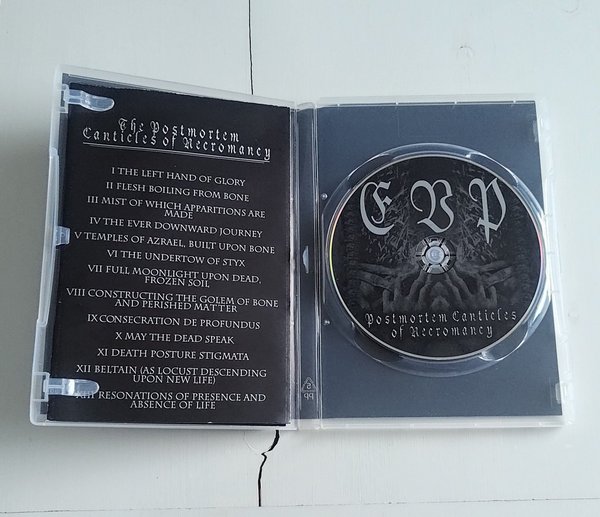 The Postmortem
Canticles of Necromancy
I THE LEFT HAND OF GLORY
II FLESH BOILING FROM BONE
III MIST OF WHICH APPARITIONS ARE
MADE
IV THE EVER DOWNWARD JOURNEY
V TEMPLES OF AZRAEL, BUILT UPON BONE
VI THE UNDERTOW OF STYX
VII FULL MOONLIGHT UPON DEAD,
FROZEN SOIL
VIII CONSTRUCTING THE GOLEM OF BONE
AND PERISHED MATTER
IX CONSECRATION DE PROFUNDUS
X MAY THE DEAD SPEAK
XI DEATH POSTURE STIGMATA
XII BELTAIN (AS LOCUST DESCENDING
UPON NEW LIFE)
XIII RESONATIONS OF PRESENCE AND
ABSENCE OF LIFE
E V P
Postmortem Canticles
of Necromancy
5
PP